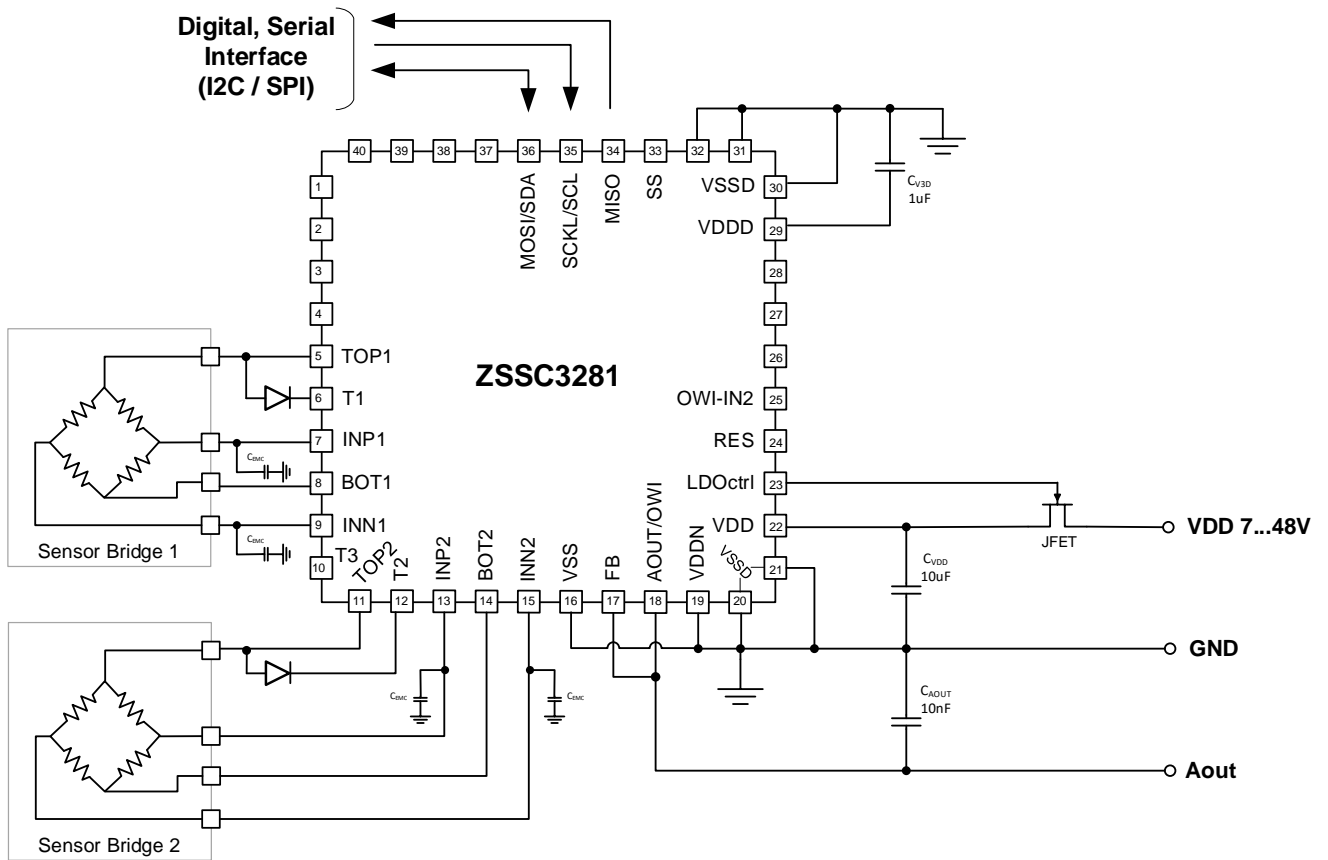 Digital, Serial
Interface
(I2C / SPI)
40 39 38 37 36 35 34 33 32 31
MOSI/SDA
SCKL/SCL
MISO
SS
1
2
3
4
5 TOP1
6 T1
7 INP1
8 BOT1
9 INN1
10 T3
CEMC
CEMC
Sensor Bridge 1
ZSSC3281
VSSD 30
VDDD 29
28
27
26
OWI-IN2 25
RES 24
LDOctrl 23
VDD 22
VSSD 21
CV3D
1uF
JFET
VDD 7...48V
CVDD
10uF
GND
CAOUT
10nF
Aout
TOP2
T2
INP2
BOT2
INN2
VSS
FB
AOUT/OWI
VDDN
11 12 13 14 15 16 17 18 19 20
CEMC
CEMC
Sensor Bridge 2